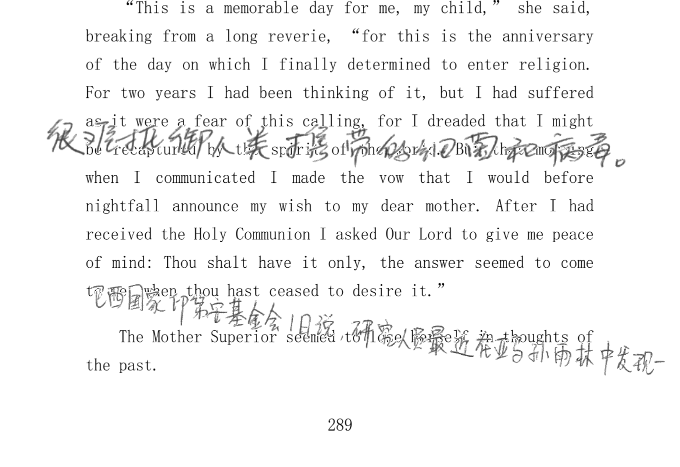 “This is a memorable day for me, my child,” she said,
breaking from a long reverie, “for this is the anniversary
of the day on which I finally determined to enter religion.
For two years I had been thinking of it, but I had suffered
as it were a fear of this calling, for I dreaded that I might
很难抵御人类携带的细菌和病毒。
be recaptured by the spirit of the world. But that morning
when I communicated I made the vow that I would before
nightfall announce my wish to my dear mother. After I had
received the Holy Communion I asked Our Lord to give me peace
of mind: Thou shalt have it only, the answer seemed to come
to me, when thou hast ceased to desire it.”
巴西国家印第安基金会1日说,研究人员最近在亚马孙雨林中发现一
The Mother Superior seemed to lose herself in thoughts of
the past.
289